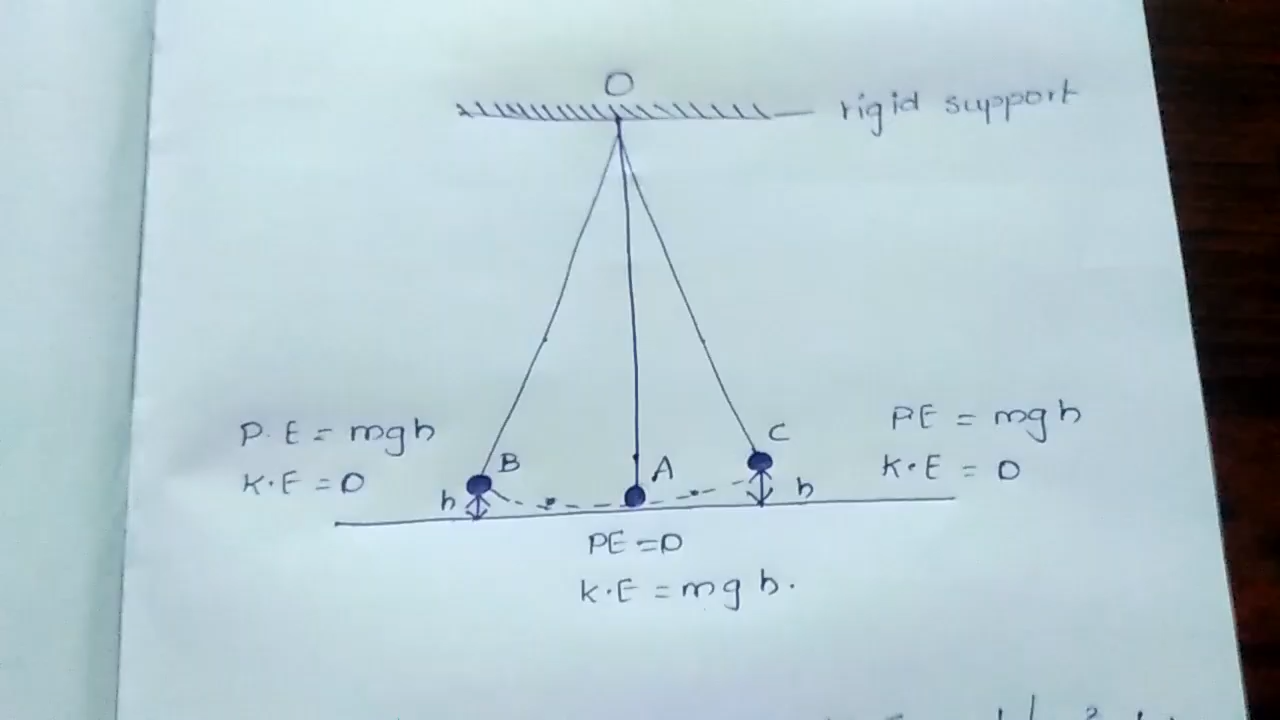 O
rigid support
P.E = mgh
K.E = 0
B
h
A
C
h
PE = mgh
K.E = 0
PE = 0
K.E = mgh.